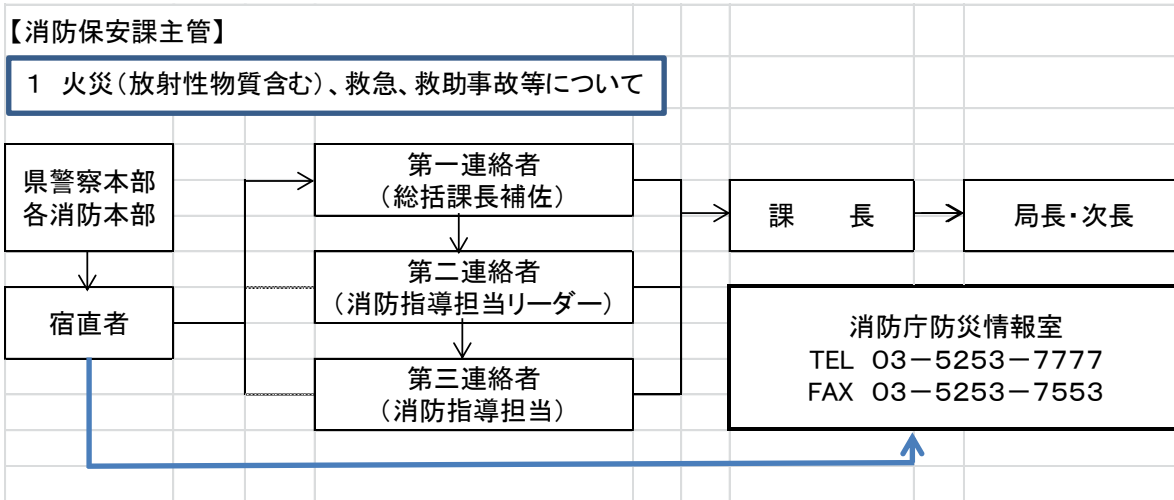 【消防保安課主管】
1 火災（放射性物質含む）、救急、救助事故等について
県警察本部
各消防本部
宿直者
第一連絡者
（総括課長補佐）
第二連絡者
（消防指導担当リーダー）
第三連絡者
（消防指導担当）
課　　長
局長・次長
消防庁防災情報室
TEL 03－5253－7777
FAX 03－5253－7553